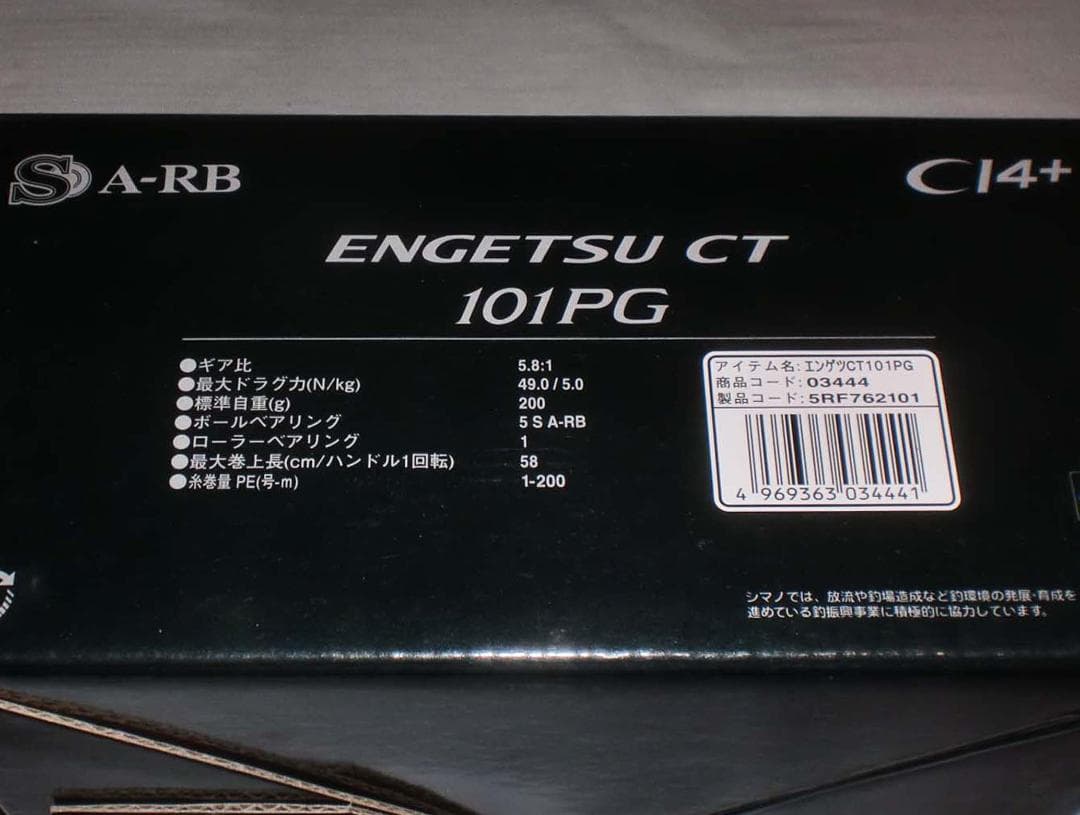 S A-RB
CI4+
ENGETSU CT
101PG
●ギア比 5.8:1
●最大ドラグ力(N/kg) 49.0 / 5.0
●標準自重(g) 200
●ボールベアリング 5 S A-RB
●ローラーベアリング 1
●最大巻上長(cm/ハンドル1回転) 58
●糸巻量 PE(号-m) 1-200
アイテム名: エンゲツCT101PG
商品コード: 03444
製品コード: 5RF762101
4 969363 034441
シマノでは、放流や釣場造成など釣環境の発展・育成を
進めている釣振興事業に積極的に協力しています。